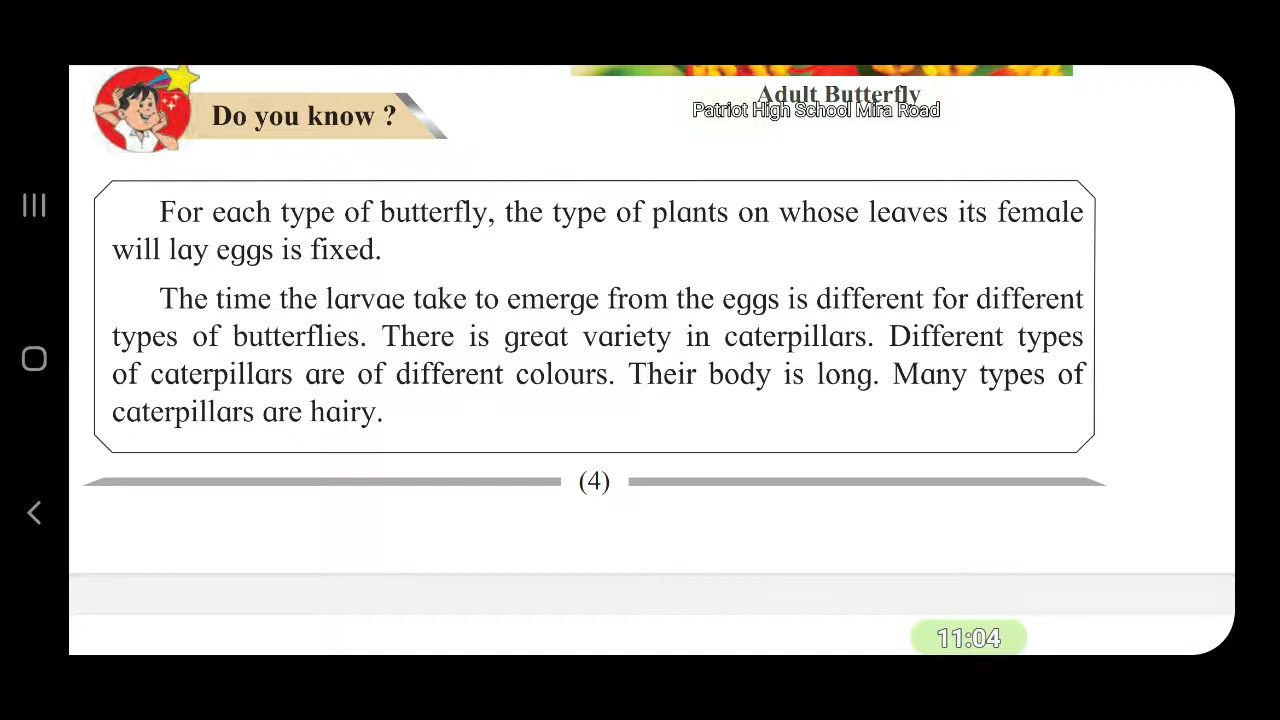 Adult Butterfly
Patriot High School Mira Road
Do you know ?
For each type of butterfly, the type of plants on whose leaves its female
will lay eggs is fixed.
The time the larvae take to emerge from the eggs is different for different
types of butterflies. There is great variety in caterpillars. Different types
of caterpillars are of different colours. Their body is long. Many types of
caterpillars are hairy.
(4)
11:04